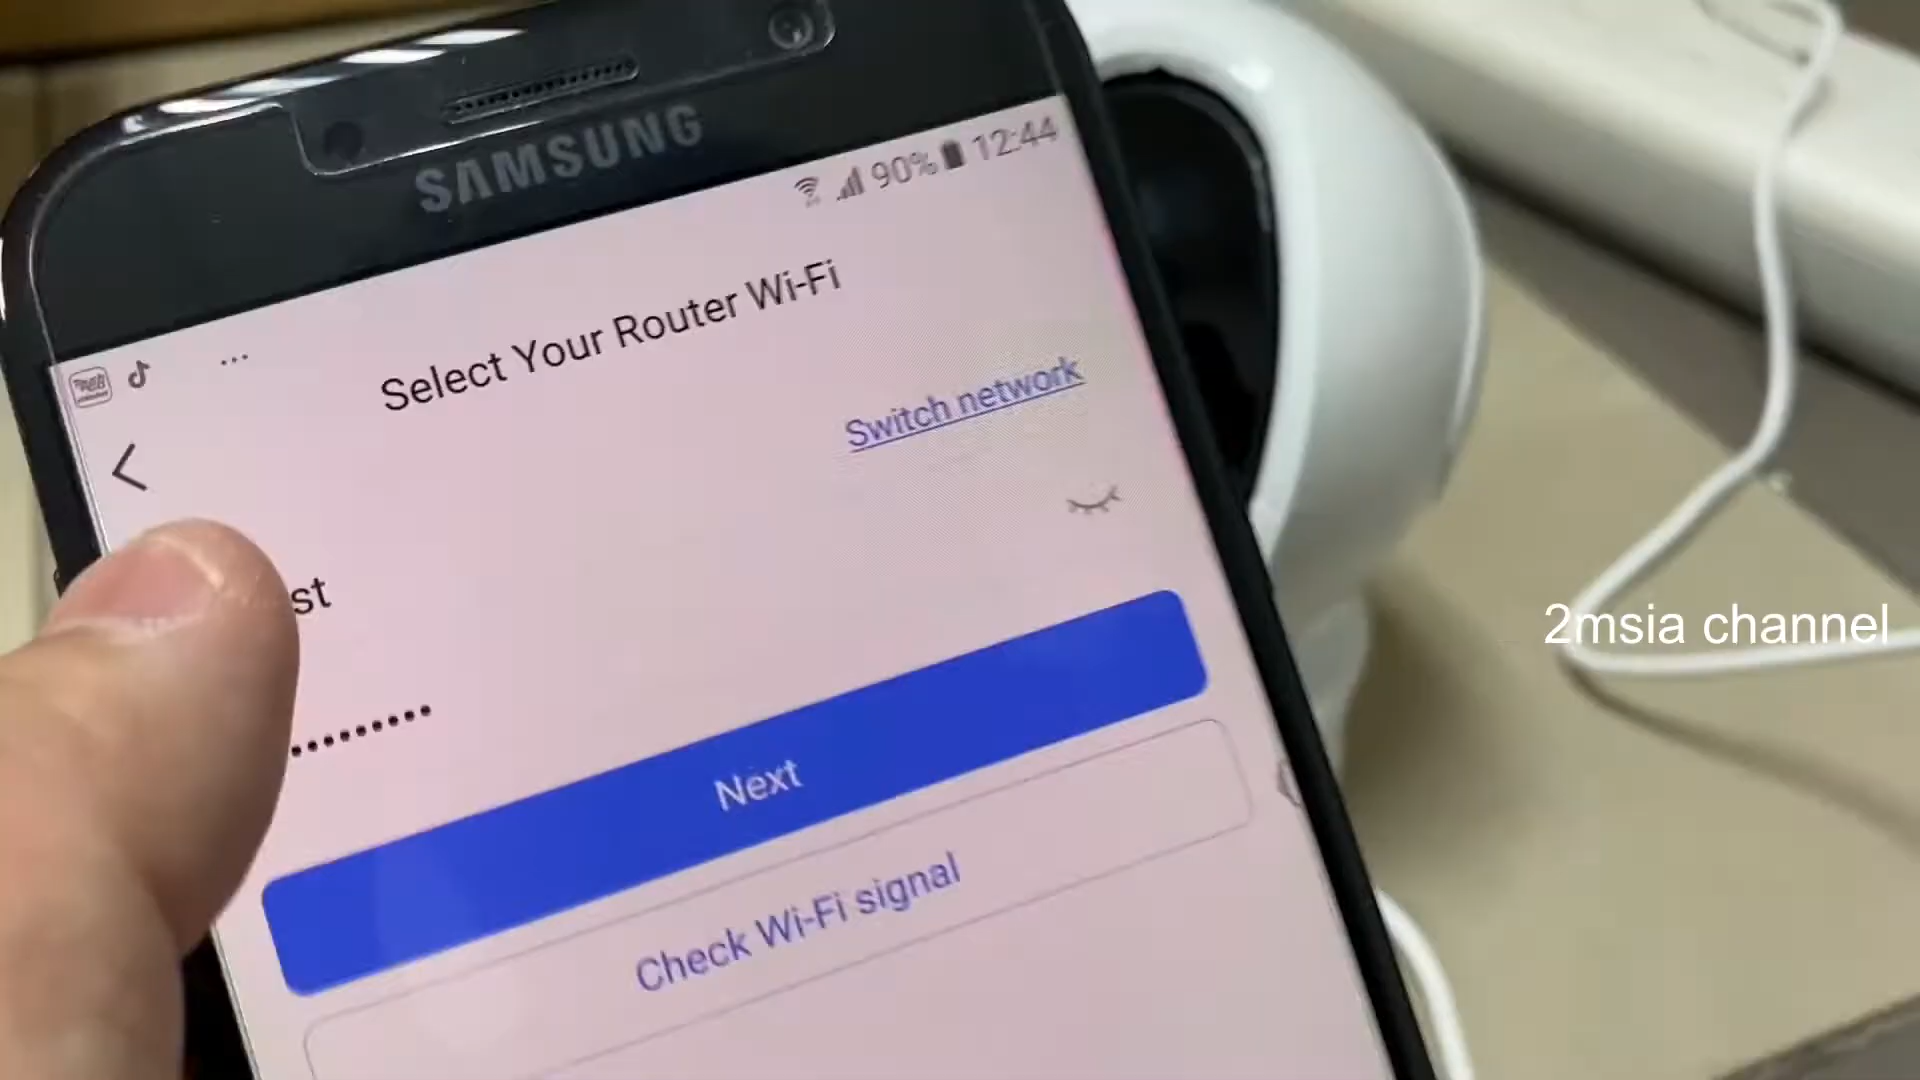 SAMSUNG
90% 12:44
Select Your Router Wi-Fi
Switch network
st
Next
Check Wi-Fi signal
2msia channel